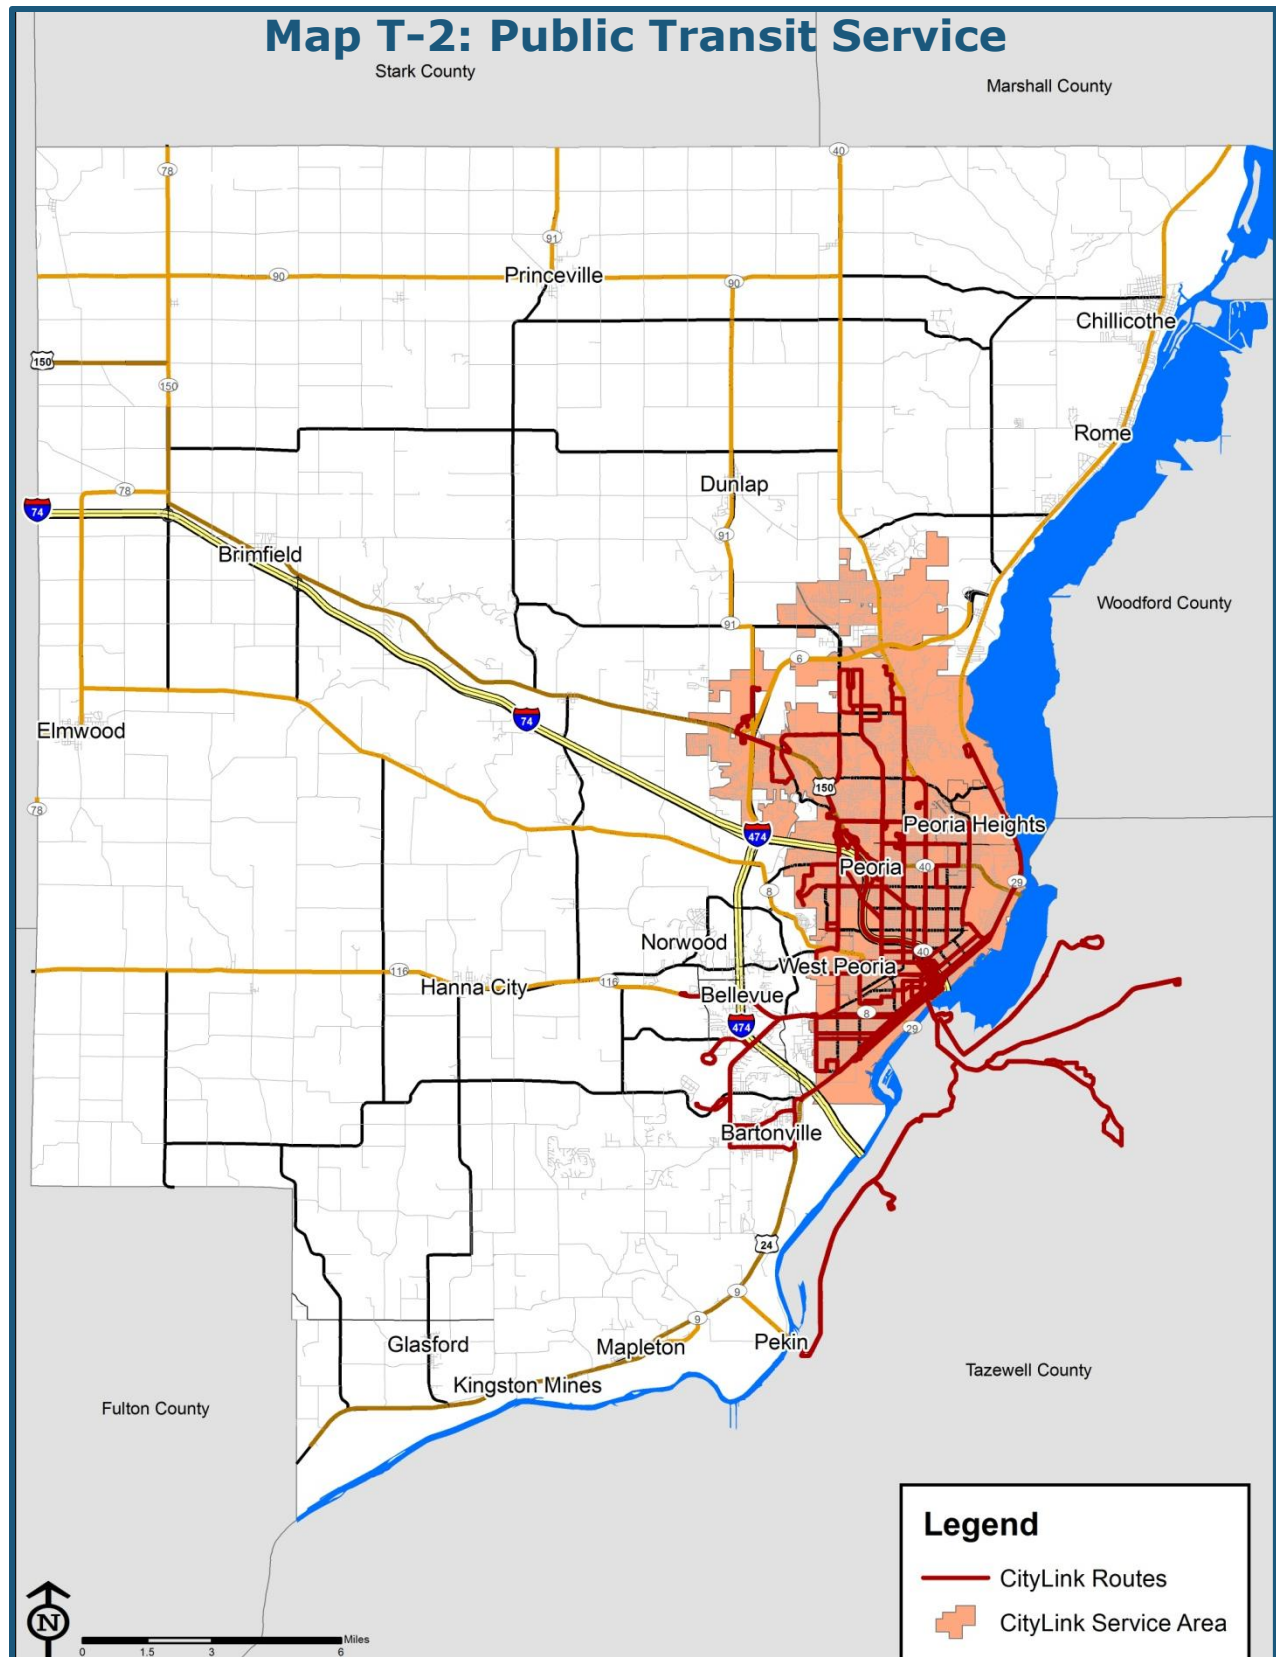 Map T-2: Public Transit Service
Stark County
Marshall County
40
78
91
90
Princeville
90
Chillicothe
150
150
Rome
Dunlap
78
74
91
Brimfield
Woodford County
91
6
74
Elmwood
150
78
474
Peoria Heights
Peoria
40
29
8
Norwood
40
West Peoria
116
Hanna City
116
Bellevue
8
474
29
Bartonville
24
9
9
Glasford
Mapleton
Pekin
Tazewell County
Kingston Mines
Fulton County
Legend
CityLink Routes
CityLink Service Area
N
Miles
0 1.5 3 6